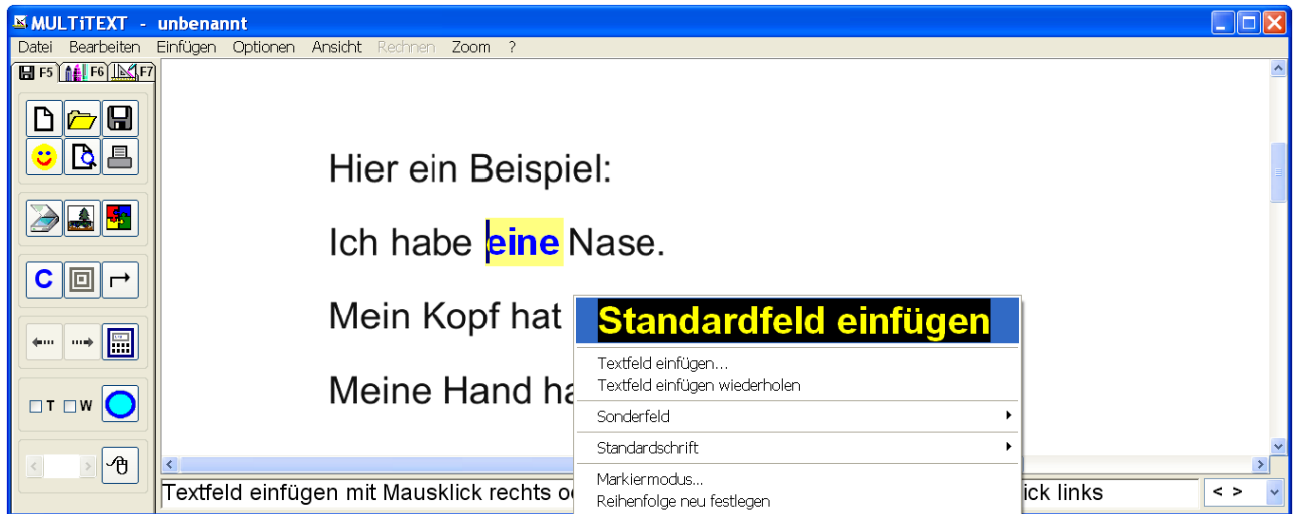 MULTiTEXT - unbenannt
Datei Bearbeiten Einfügen Optionen Ansicht Rechnen Zoom ?
F5 F6 F7
Hier ein Beispiel:
Ich habe eine Nase.
Mein Kopf hat
Standardfeld einfügen
Textfeld einfügen...
Textfeld einfügen wiederholen
Meine Hand ha
Sonderfeld
Standardschrift
Markiermodus...
Reihenfolge neu festlegen
C
T W
Textfeld einfügen mit Mausklick rechts o ick links
< >